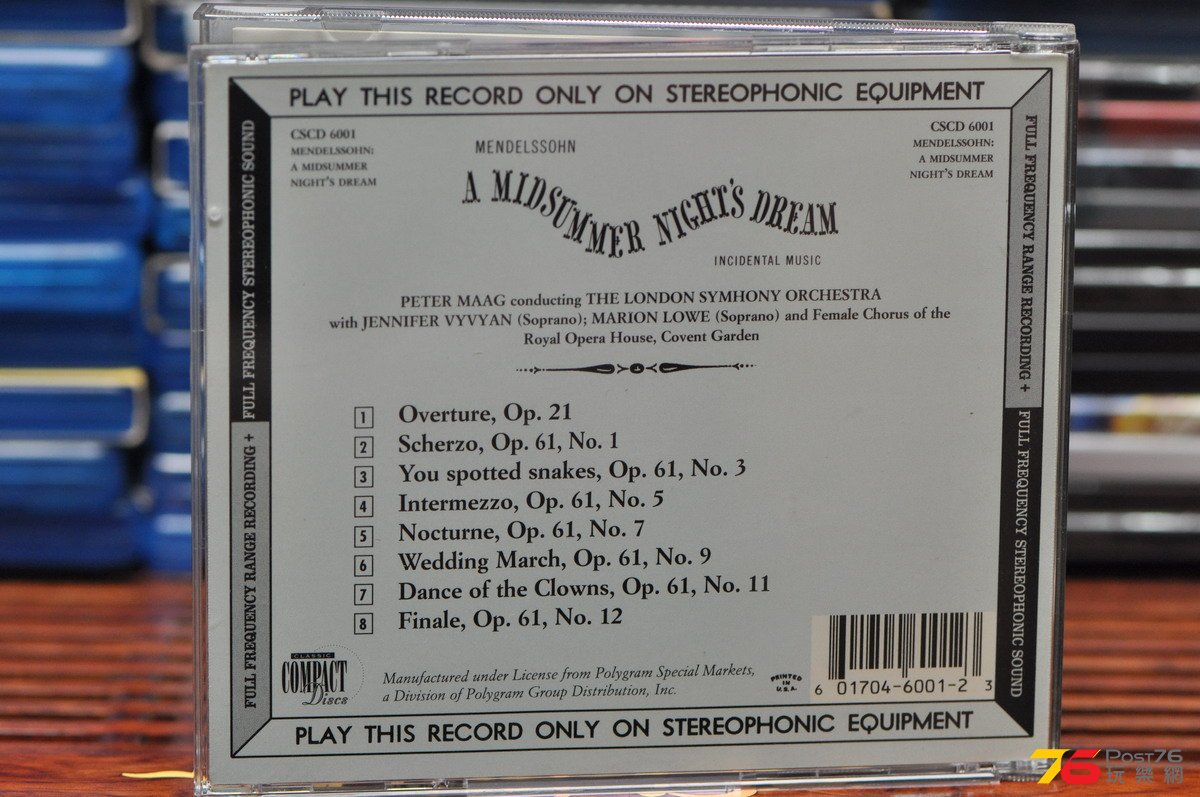 PLAY THIS RECORD ONLY ON STEREOPHONIC EQUIPMENT
CSCD 6001
MENDELSSOHN:
A MIDSUMMER
NIGHT'S DREAM
MENDELSSOHN
CSCD 6001
MENDELSSOHN:
A MIDSUMMER
NIGHT'S DREAM
A MIDSUMMER NIGHT'S DREAM
INCIDENTAL MUSIC
PETER MAAG conducting THE LONDON SYMHONY ORCHESTRA
with JENNIFER VYVYAN (Soprano); MARION LOWE (Soprano) and Female Chorus of the
Royal Opera House, Covent Garden
1 Overture, Op. 21
2 Scherzo, Op. 61, No. 1
3 You spotted snakes, Op. 61, No. 3
4 Intermezzo, Op. 61, No. 5
5 Nocturne, Op. 61, No. 7
6 Wedding March, Op. 61, No. 9
7 Dance of the Clowns, Op. 61, No. 11
8 Finale, Op. 61, No. 12
FULL FREQUENCY RANGE RECORDING + FULL FREQUENCY STEREOPHONIC SOUND
FULL FREQUENCY RANGE RECORDING + FULL FREQUENCY STEREOPHONIC SOUND
CLASSIC
COMPACT
Discs
Manufactured under License from Polygram Special Markets,
a Division of Polygram Group Distribution, Inc.
PRINTED
IN
U.S.A.
6 01704-6001-2 3
PLAY THIS RECORD ONLY ON STEREOPHONIC EQUIPMENT
76 POST76
玩樂網